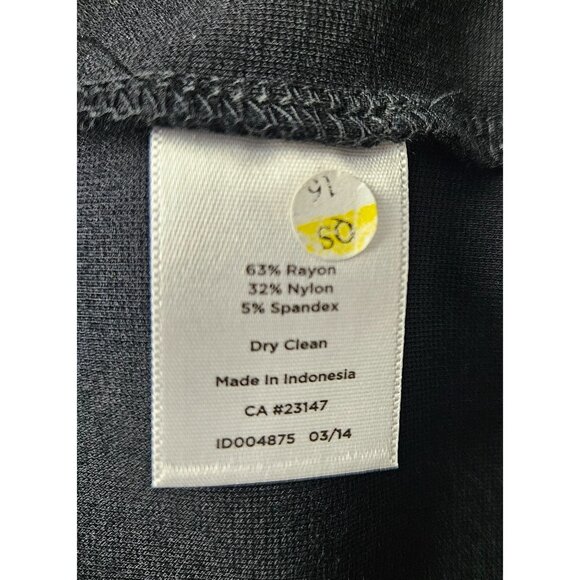 63% Rayon
32% Nylon
5% Spandex
Dry Clean
Made In Indonesia
CA #23147
ID004875 03/14